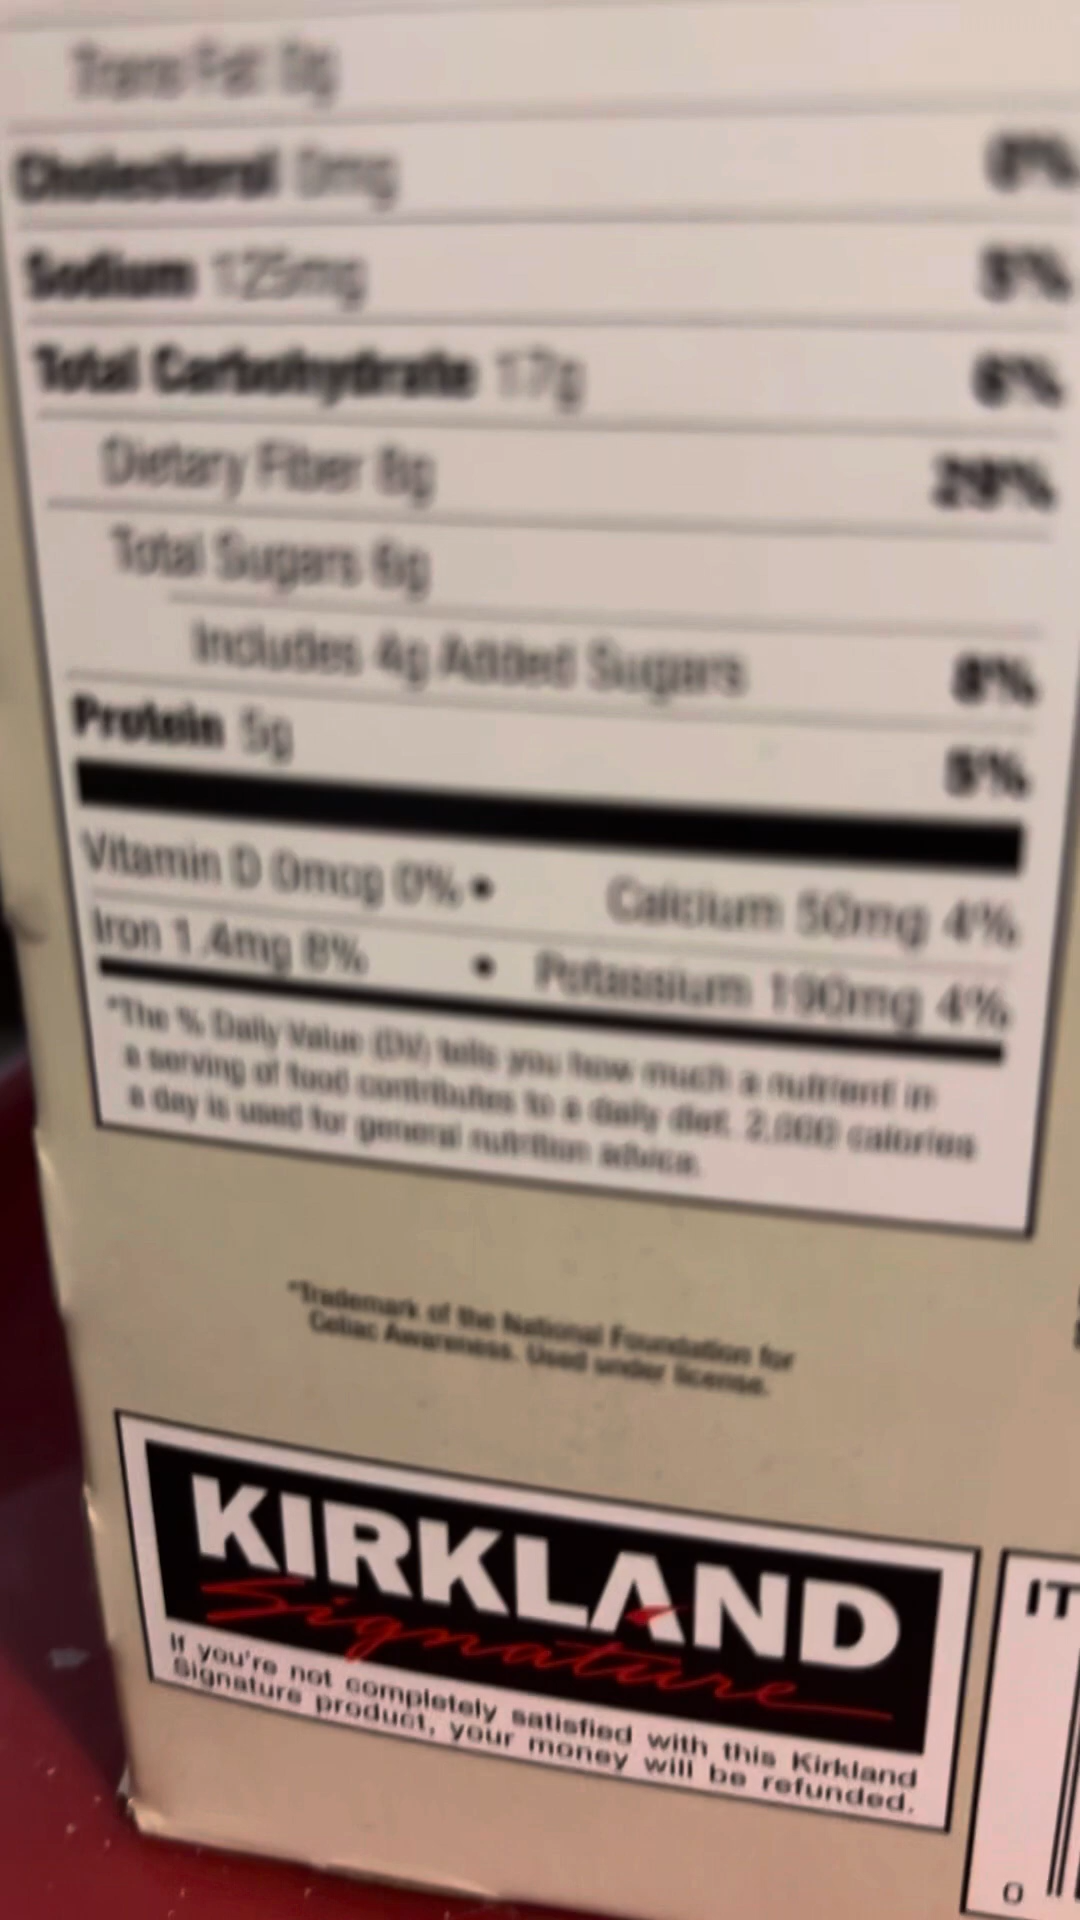 Trans Fat 0g
Cholesterol 0mg 0%
Sodium 125mg 5%
Total Carbohydrate 17g 6%
Dietary Fiber 8g 29%
Total Sugars 6g
Includes 4g Added Sugars 8%
Protein 5g 5%
Vitamin D 0mcg 0% • Calcium 50mg 4%
Iron 1.4mg 8% • Potassium 190mg 4%
*The % Daily Value (DV) tells you how much a nutrient in
a serving of food contributes to a daily diet. 2,000 calories
a day is used for general nutrition advice.
*Trademark of the National Foundation for
Celiac Awareness. Used under license.
KIRKLAND
Signature
If you're not completely satisfied with this Kirkland
Signature product, your money will be refunded.
IT
0